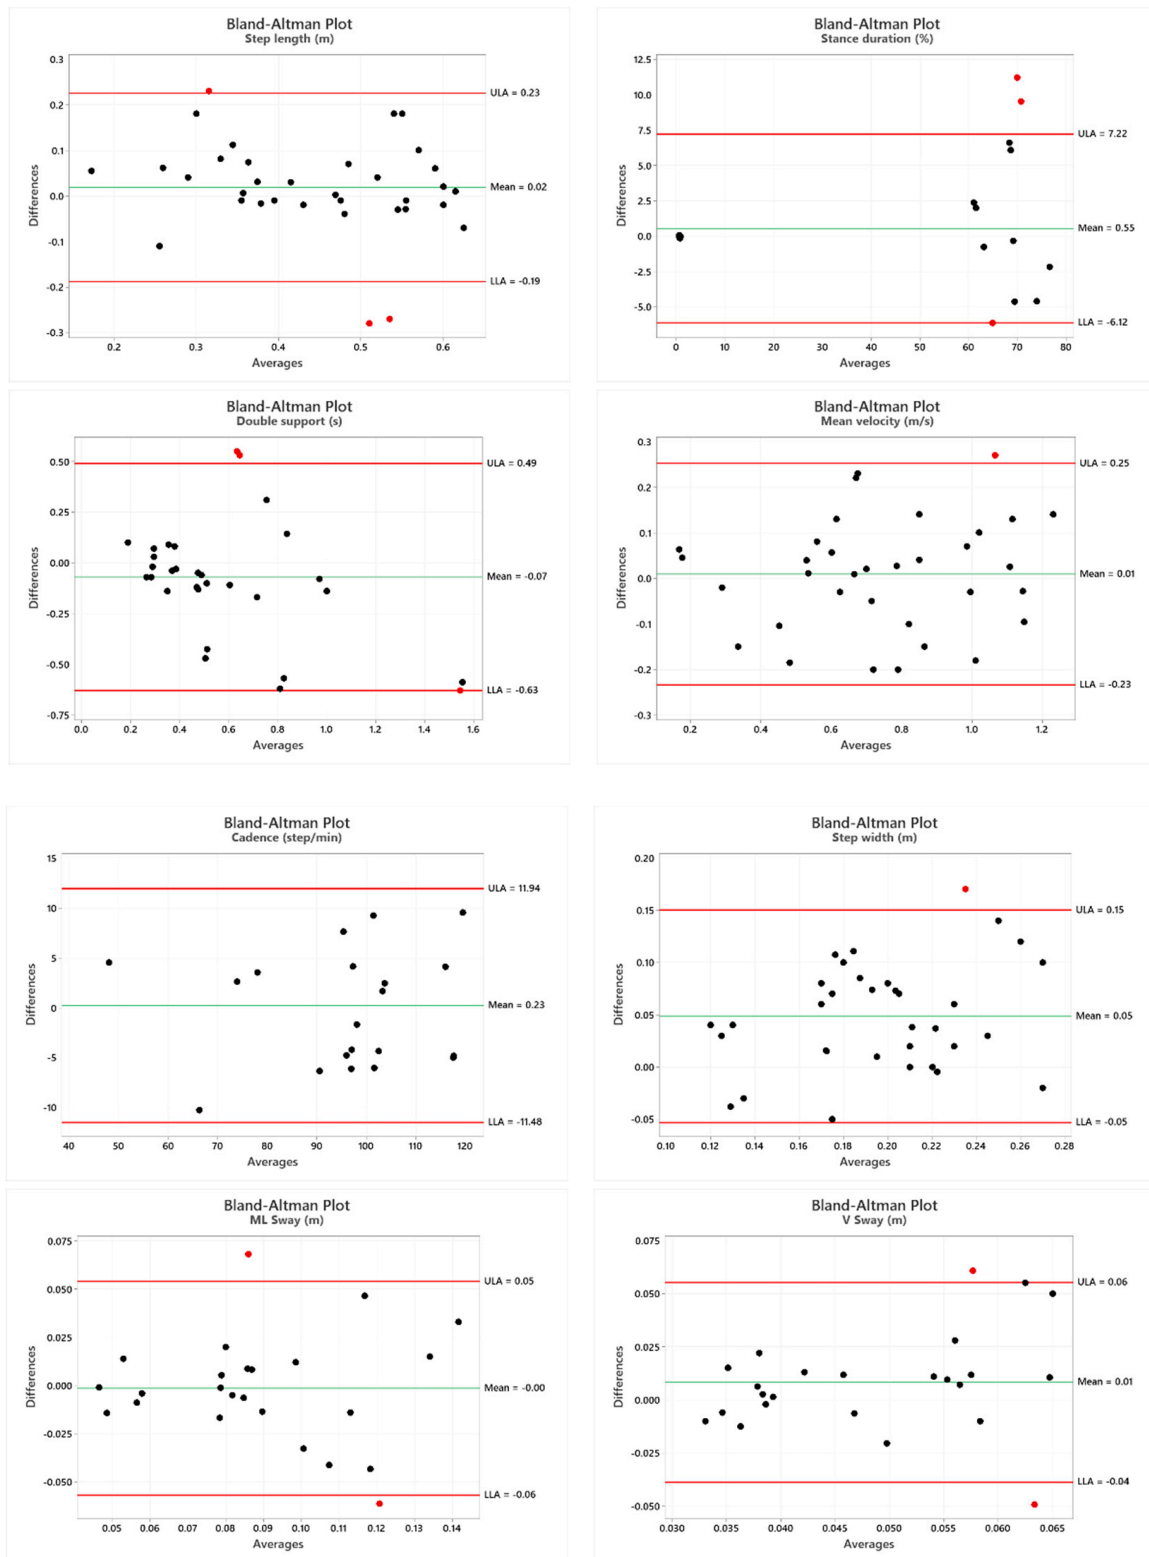 Bland-Altman Plot
Step length (m)
0.3
0.2
0.1
0.0
-0.1
-0.2
-0.3
Differences
ULA = 0.23
Mean = 0.02
LLA = -0.19
0.2 0.3 0.4 0.5 0.6
Averages
Bland-Altman Plot
Stance duration (%)
12.5
10.0
7.5
5.0
2.5
0.0
-2.5
-5.0
Differences
ULA = 7.22
Mean = 0.55
LLA = -6.12
0 10 20 30 40 50 60 70 80
Averages
Bland-Altman Plot
Double support (s)
0.50
0.25
0.00
-0.25
-0.50
-0.75
Differences
ULA = 0.49
Mean = -0.07
LLA = -0.63
0.0 0.2 0.4 0.6 0.8 1.0 1.2 1.4 1.6
Averages
Bland-Altman Plot
Mean velocity (m/s)
0.3
0.2
0.1
0.0
-0.1
-0.2
-0.3
Differences
ULA = 0.25
Mean = 0.01
LLA = -0.23
0.2 0.4 0.6 0.8 1.0 1.2
Averages
Bland-Altman Plot
Cadence (step/min)
15
10
5
0
-5
-10
Differences
ULA = 11.94
Mean = 0.23
LLA = -11.48
40 50 60 70 80 90 100 110 120
Averages
Bland-Altman Plot
Step width (m)
0.20
0.15
0.10
0.05
0.00
-0.05
Differences
ULA = 0.15
Mean = 0.05
LLA = -0.05
0.10 0.12 0.14 0.16 0.18 0.20 0.22 0.24 0.26 0.28
Averages
Bland-Altman Plot
ML Sway (m)
0.075
0.050
0.025
0.000
-0.025
-0.050
Differences
ULA = 0.05
Mean = -0.00
LLA = -0.06
0.05 0.06 0.07 0.08 0.09 0.10 0.11 0.12 0.13 0.14
Averages
Bland-Altman Plot
V Sway (m)
0.075
0.050
0.025
0.000
-0.025
-0.050
Differences
ULA = 0.06
Mean = 0.01
LLA = -0.04
0.030 0.035 0.040 0.045 0.050 0.055 0.060 0.065
Averages